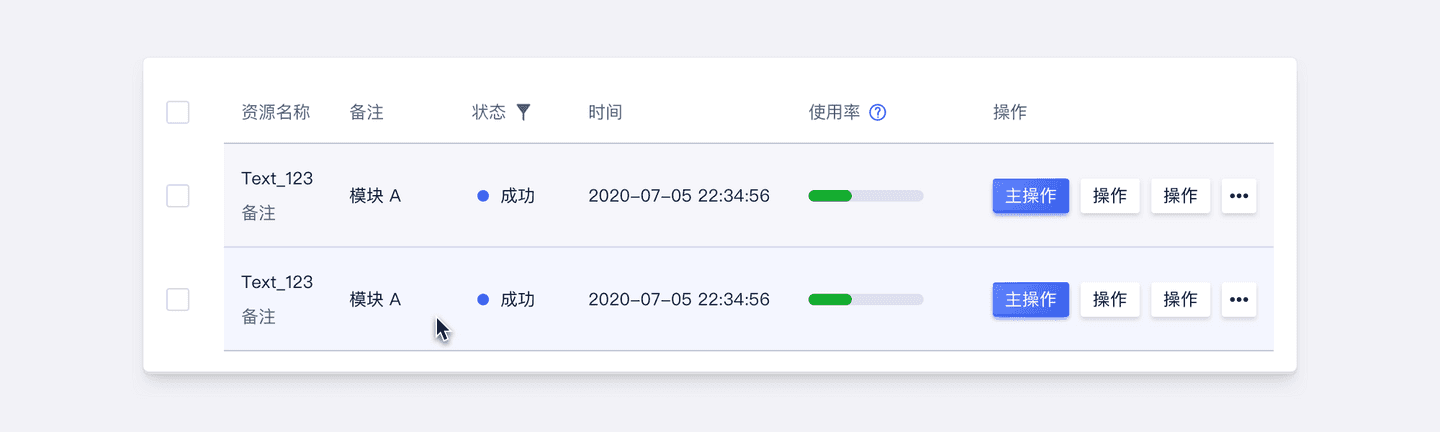 资源名称 备注 状态 时间 使用率 ? 操作
Text_123
备注
模块 A 成功 2020-07-05 22:34:56 主操作 操作 操作 •••
Text_123
备注
模块 A 成功 2020-07-05 22:34:56 主操作 操作 操作 •••